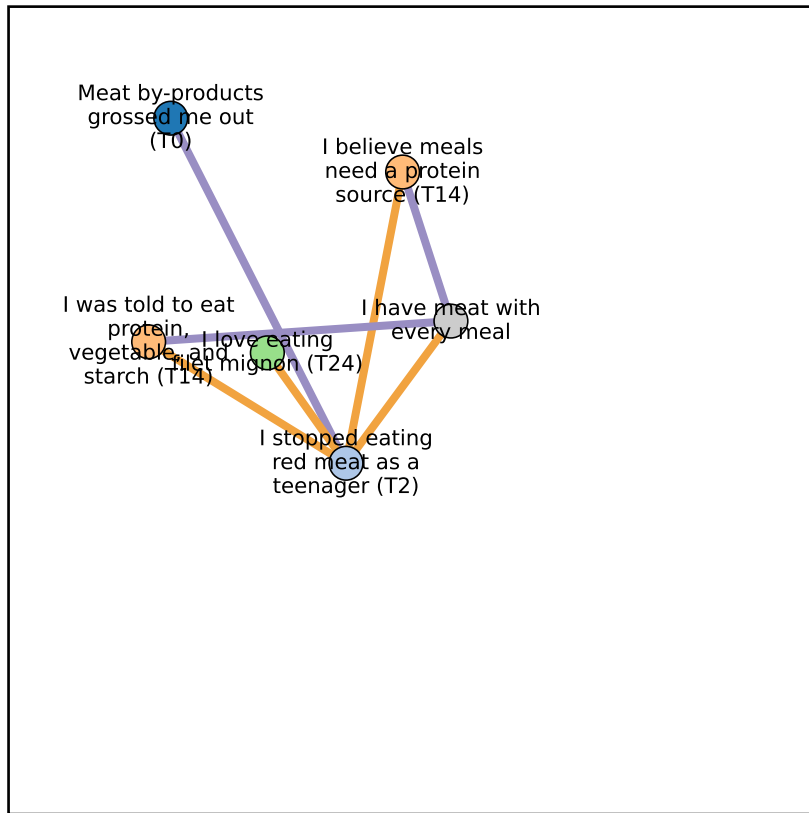 Meat by-products
grossed me out
(T0)
I believe meals
need a protein
source (T14)
I have meat with
every meal
I was told to eat
protein,
vegetable, and
starch (T14)
I love eating
filet mignon (T24)
I stopped eating
red meat as a
teenager (T2)